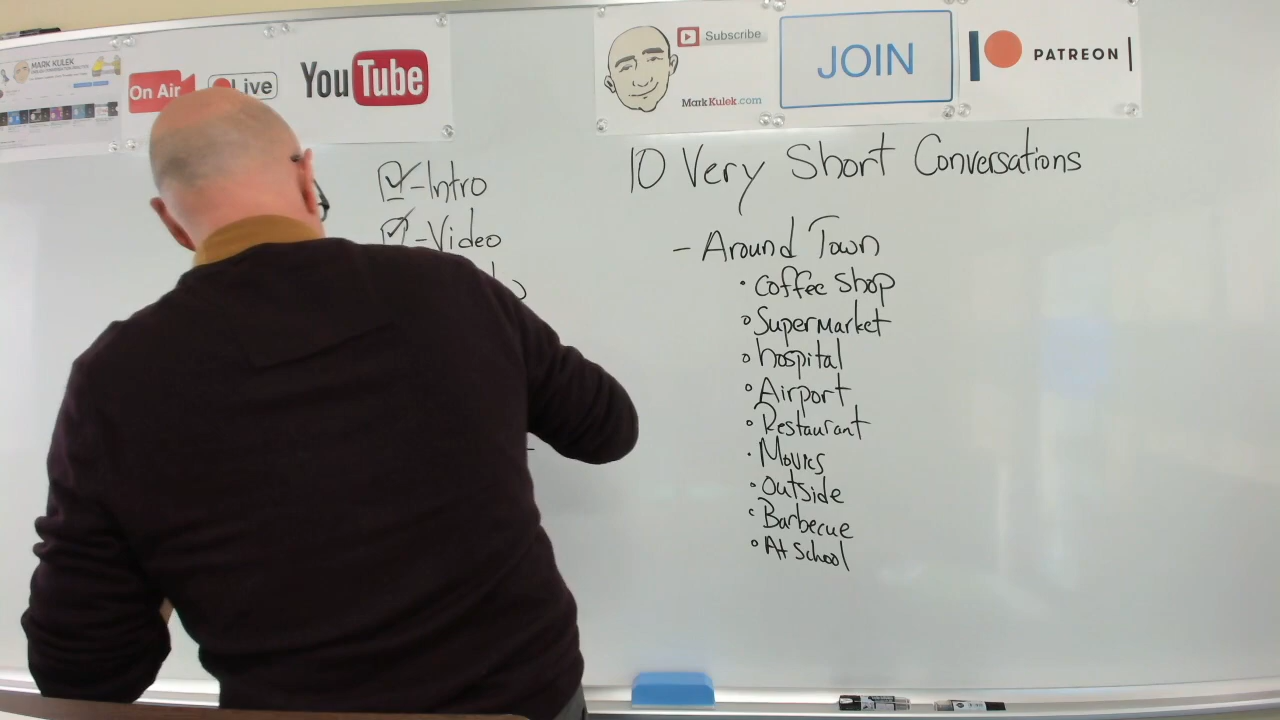 MARK KULEK
On Air
Live
YouTube
Subscribe
MarkKulek.com
JOIN
PATREON
-Intro
-Video
10 Very Short Conversations
- Around Town
• Coffee Shop
• Supermarket
• hospital
• Airport
• Restaurant
• Movies
• Outside
• Barbecue
• At School